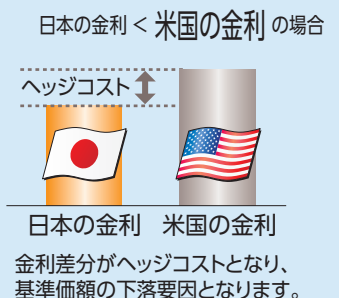 日本の金利 < 米国の金利 の場合
ヘッジコスト
日本の金利 米国の金利
金利差分がヘッジコストとなり、
基準価額の下落要因となります。